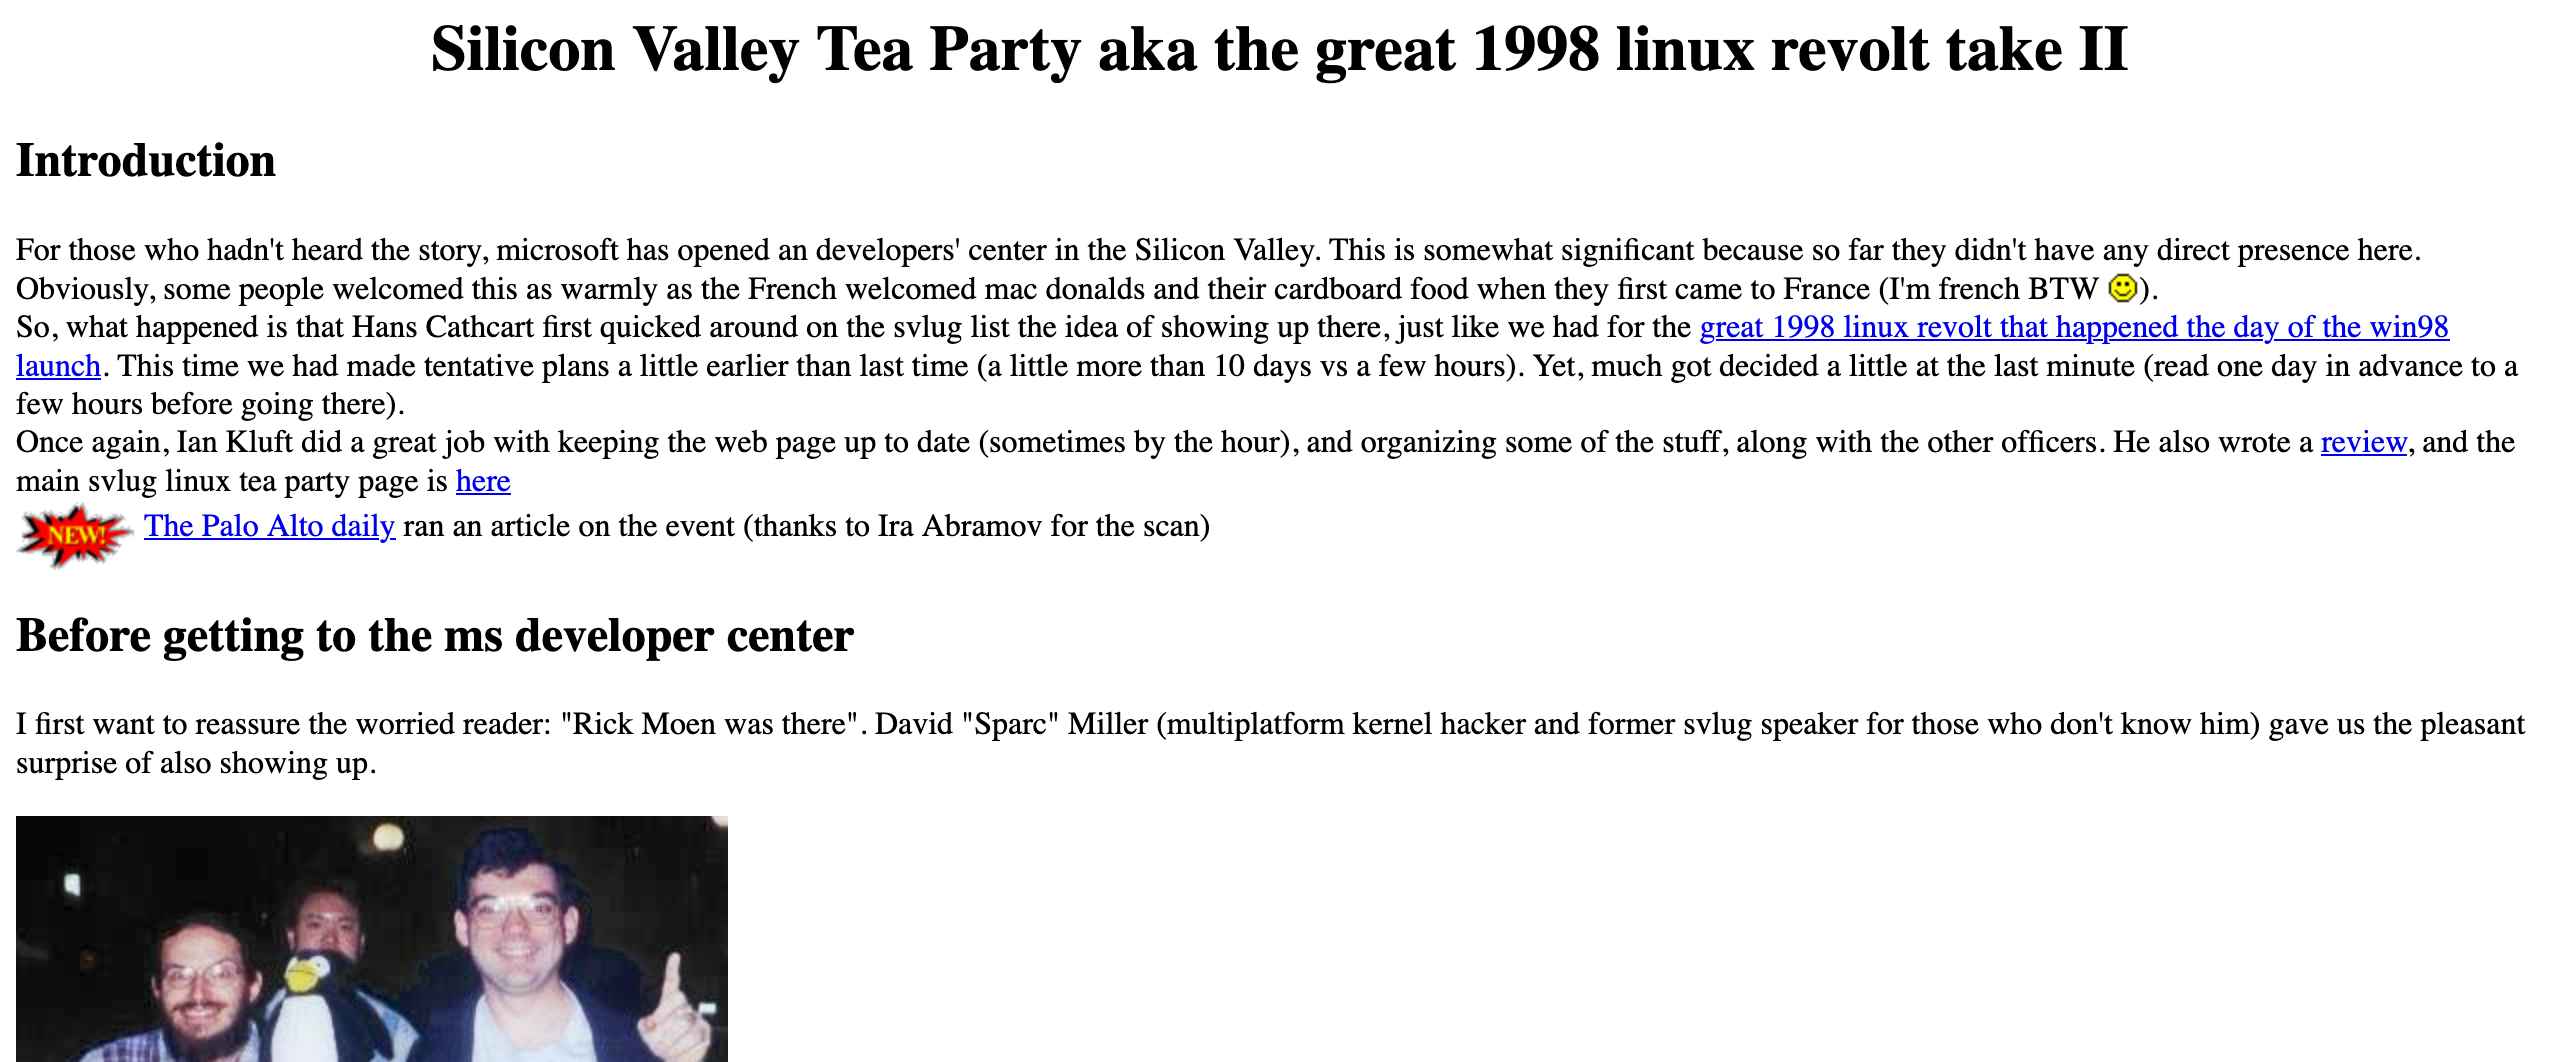 Silicon Valley Tea Party aka the great 1998 linux revolt take II
Introduction
For those who hadn't heard the story, microsoft has opened an developers' center in the Silicon Valley. This is somewhat significant because so far they didn't have any direct presence here.
Obviously, some people welcomed this as warmly as the French welcomed mac donalds and their cardboard food when they first came to France (I'm french BTW ).
So, what happened is that Hans Cathcart first quicked around on the svlug list the idea of showing up there, just like we had for the great 1998 linux revolt that happened the day of the win98
launch. This time we had made tentative plans a little earlier than last time (a little more than 10 days vs a few hours). Yet, much got decided a little at the last minute (read one day in advance to a
few hours before going there).
Once again, Ian Kluft did a great job with keeping the web page up to date (sometimes by the hour), and organizing some of the stuff, along with the other officers. He also wrote a review, and the
main svlug linux tea party page is here
NEW! The Palo Alto daily ran an article on the event (thanks to Ira Abramov for the scan)
Before getting to the ms developer center
I first want to reassure the worried reader: "Rick Moen was there". David "Sparc" Miller (multiplatform kernel hacker and former svlug speaker for those who don't know him) gave us the pleasant
surprise of also showing up.